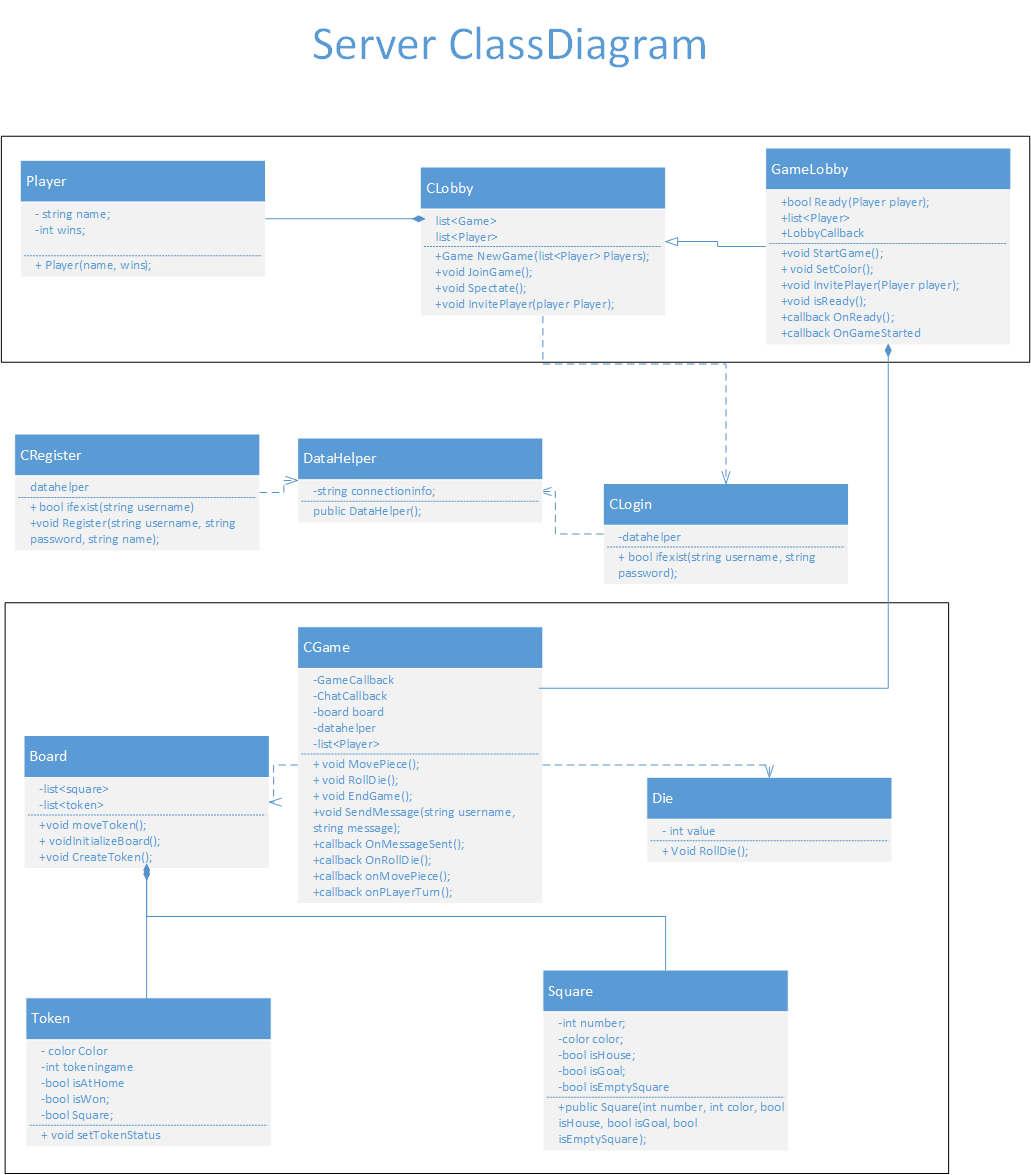 Server ClassDiagram
Player
- string name;
-int wins;
+ Player(name, wins);
CLobby
list<Game>
list<Player>
+Game NewGame(list<Player> Players);
+void JoinGame();
+void Spectate();
+void InvitePlayer(player Player);
GameLobby
+bool Ready(Player player);
+list<Player>
+LobbyCallback
+void StartGame();
+ void SetColor();
+void InvitePlayer(Player player);
+void isReady();
+callback OnReady();
+callback OnGameStarted
CRegister
datahelper
+ bool ifexist(string username)
+void Register(string username, string
password, string name);
DataHelper
-string connectioninfo;
public DataHelper();
CLogin
-datahelper
+ bool ifexist(string username, string
password);
CGame
-GameCallback
-ChatCallback
-board board
-datahelper
-list<Player>
+ void MovePiece();
+ void RollDie();
+ void EndGame();
+void SendMessage(string username,
string message);
+callback OnMessageSent();
+callback OnRollDie();
+callback onMovePiece();
+callback onPLayerTurn();
Board
-list<square>
-list<token>
+void moveToken();
+ voidInitializeBoard();
+void CreateToken();
Die
- int value
+ Void RollDie();
Token
- color Color
-int tokeningame
-bool isAtHome
-bool isWon;
-bool Square;
+ void setTokenStatus
Square
-int number;
-color color;
-bool isHouse;
-bool isGoal;
-bool isEmptySquare
+public Square(int number, int color, bool
isHouse, bool isGoal, bool
isEmptySquare);